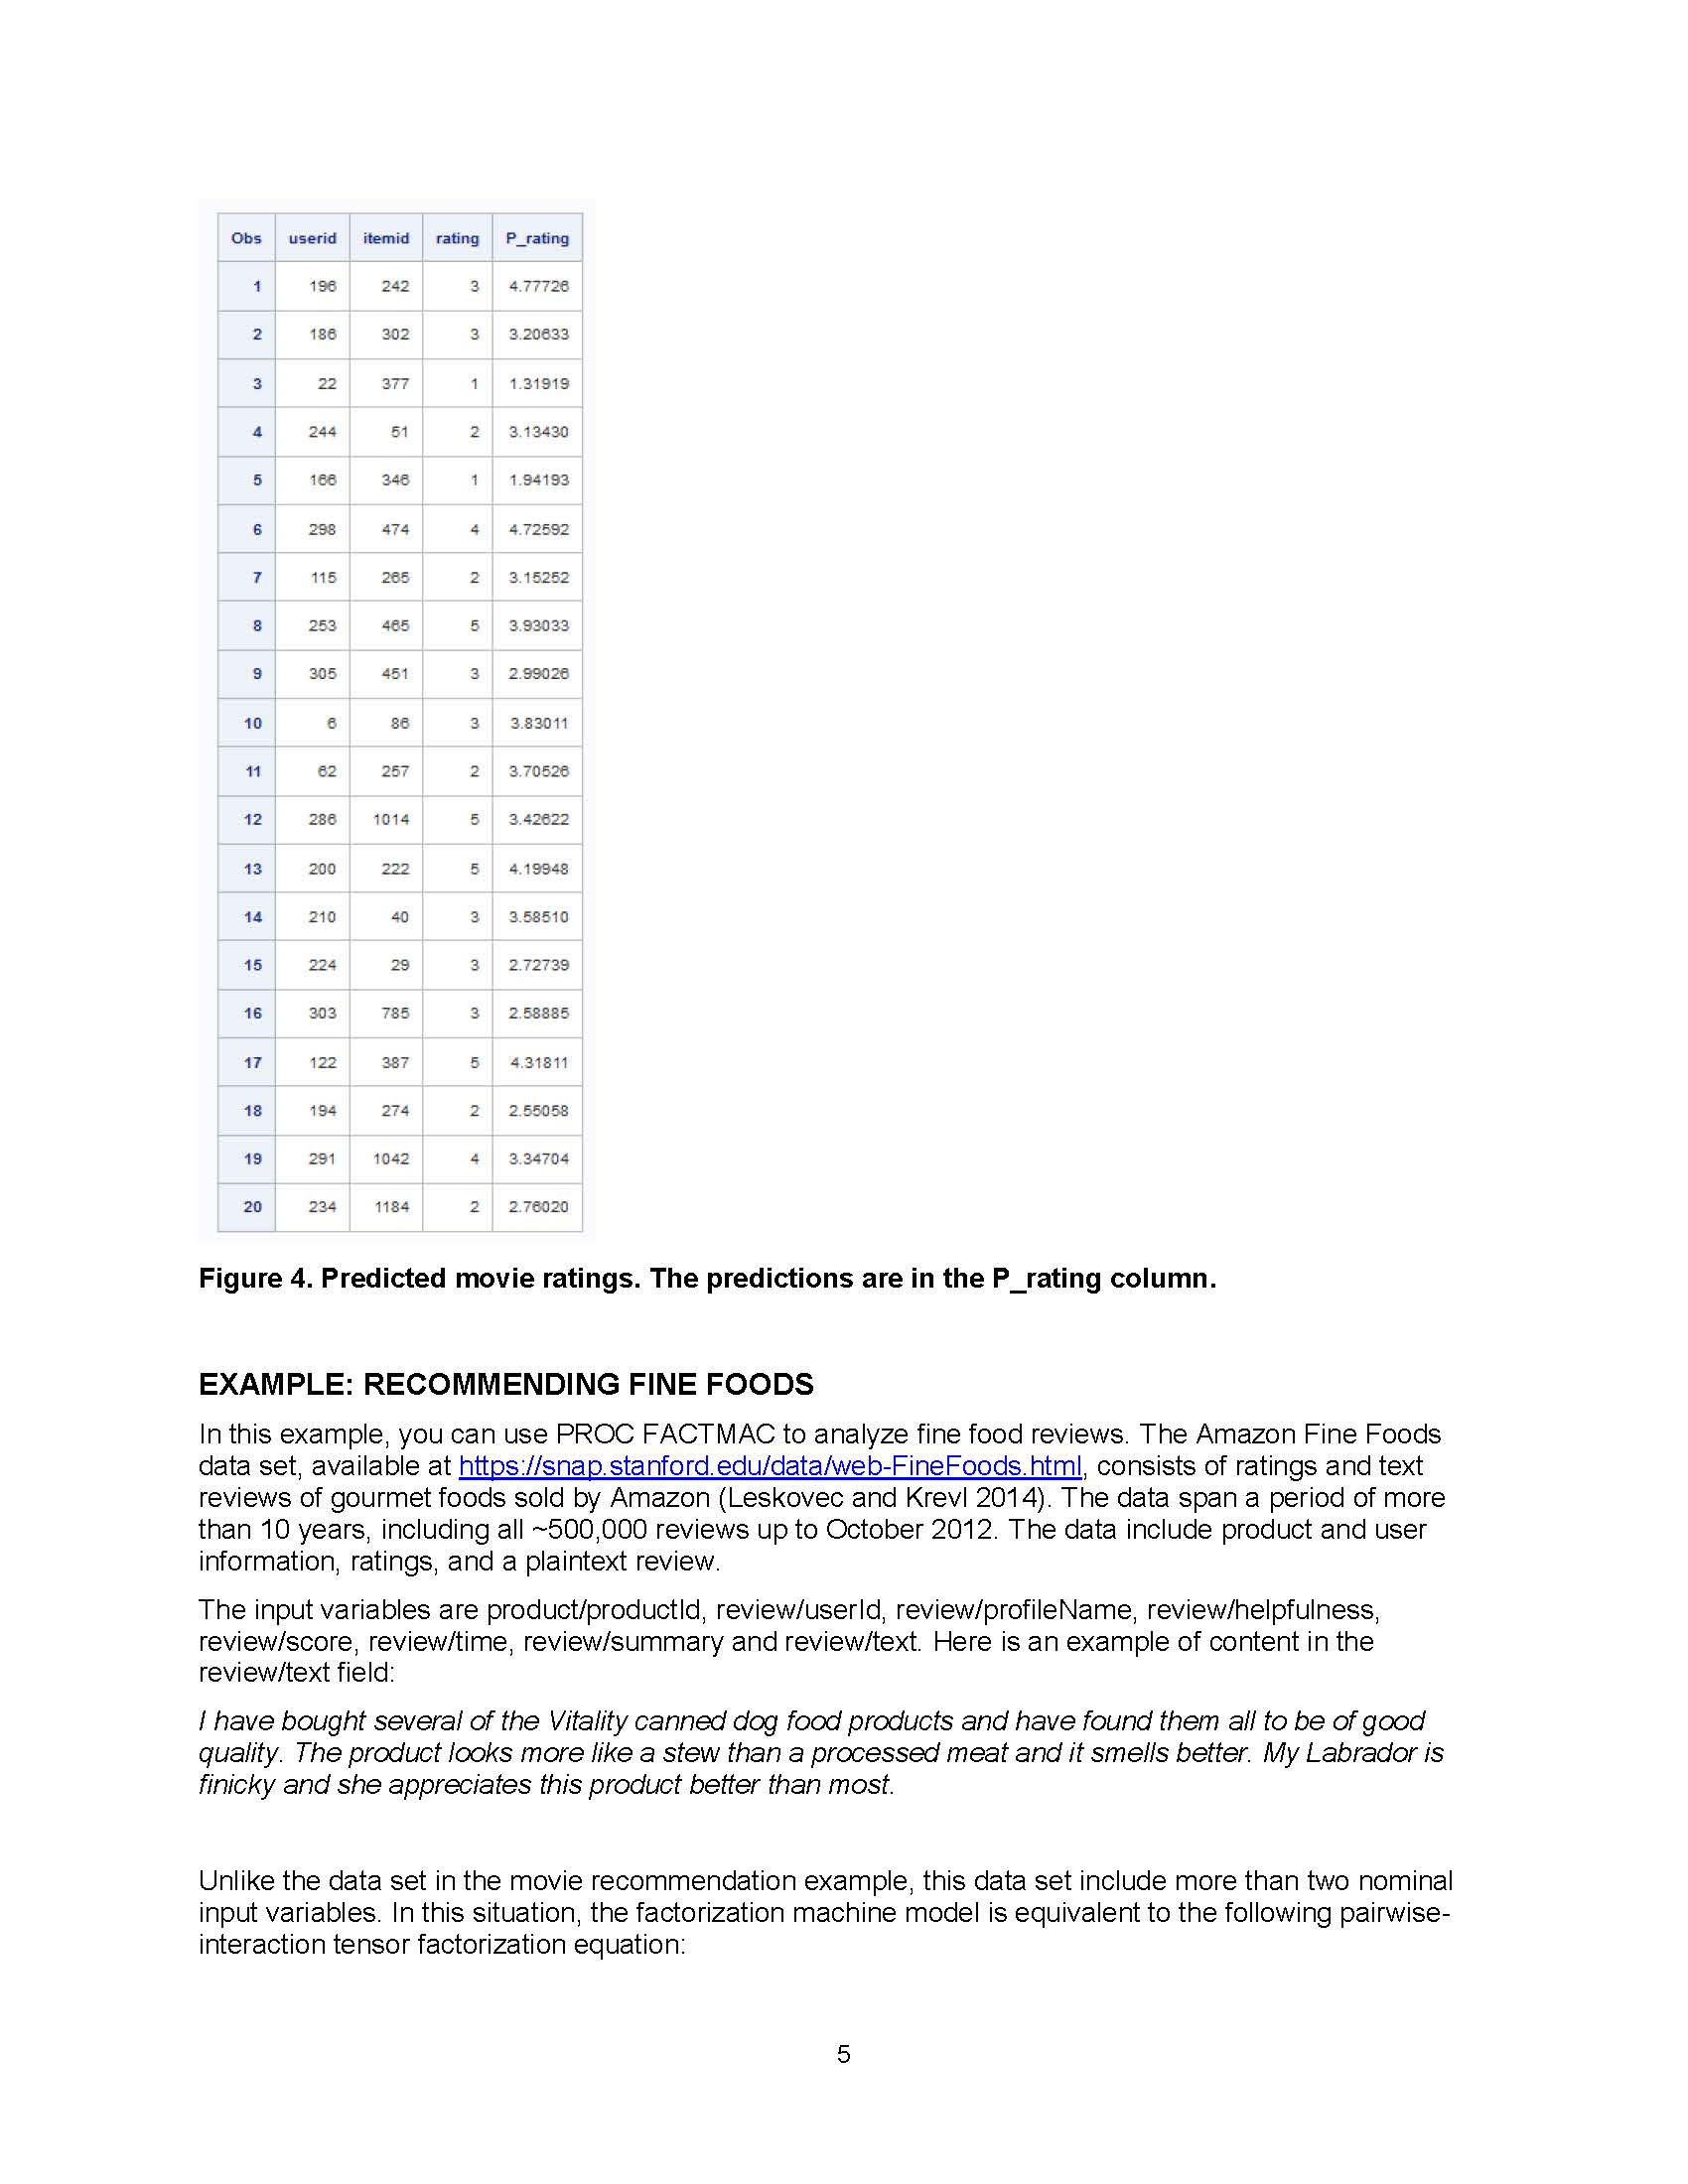 Obs userid itemid rating P_rating
1 196 242 3 4.77726
2 186 302 3 3.20633
3 22 377 1 1.31919
4 244 51 2 3.13430
5 166 346 1 1.94193
6 298 474 4 4.72592
7 115 265 2 3.15252
8 253 465 5 3.93033
9 305 451 3 2.99026
10 6 86 3 3.83011
11 62 257 2 3.70526
12 286 1014 5 3.42622
13 200 222 5 4.19948
14 210 40 3 3.58510
15 224 29 3 2.72739
16 303 785 3 2.58885
17 122 387 5 4.31811
18 194 274 2 2.55058
19 291 1042 4 3.34704
20 234 1184 2 2.76020
Figure 4. Predicted movie ratings. The predictions are in the P_rating column.
EXAMPLE: RECOMMENDING FINE FOODS
In this example, you can use PROC FACTMAC to analyze fine food reviews. The Amazon Fine Foods
data set, available at https://snap.stanford.edu/data/web-FineFoods.html, consists of ratings and text
reviews of gourmet foods sold by Amazon (Leskovec and Krevl 2014). The data span a period of more
than 10 years, including all ~500,000 reviews up to October 2012. The data include product and user
information, ratings, and a plaintext review.
The input variables are product/productId, review/userId, review/profileName, review/helpfulness,
review/score, review/time, review/summary and review/text. Here is an example of content in the
review/text field:
I have bought several of the Vitality canned dog food products and have found them all to be of good
quality. The product looks more like a stew than a processed meat and it smells better. My Labrador is
finicky and she appreciates this product better than most.
Unlike the data set in the movie recommendation example, this data set include more than two nominal
input variables. In this situation, the factorization machine model is equivalent to the following pairwise-
interaction tensor factorization equation:
5